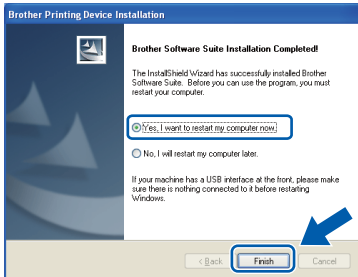 Brother Printing Device Installation
Brother Software Suite Installation Completed!
The InstallShield Wizard has successfully installed Brother
Software Suite. Before you can use the program, you must
restart your computer.
Yes, I want to restart my computer now.
No, I will restart my computer later.
If your machine has a USB interface at the front, please make
sure there is nothing connected to it before restarting
Windows.
< Back
Finish
Cancel